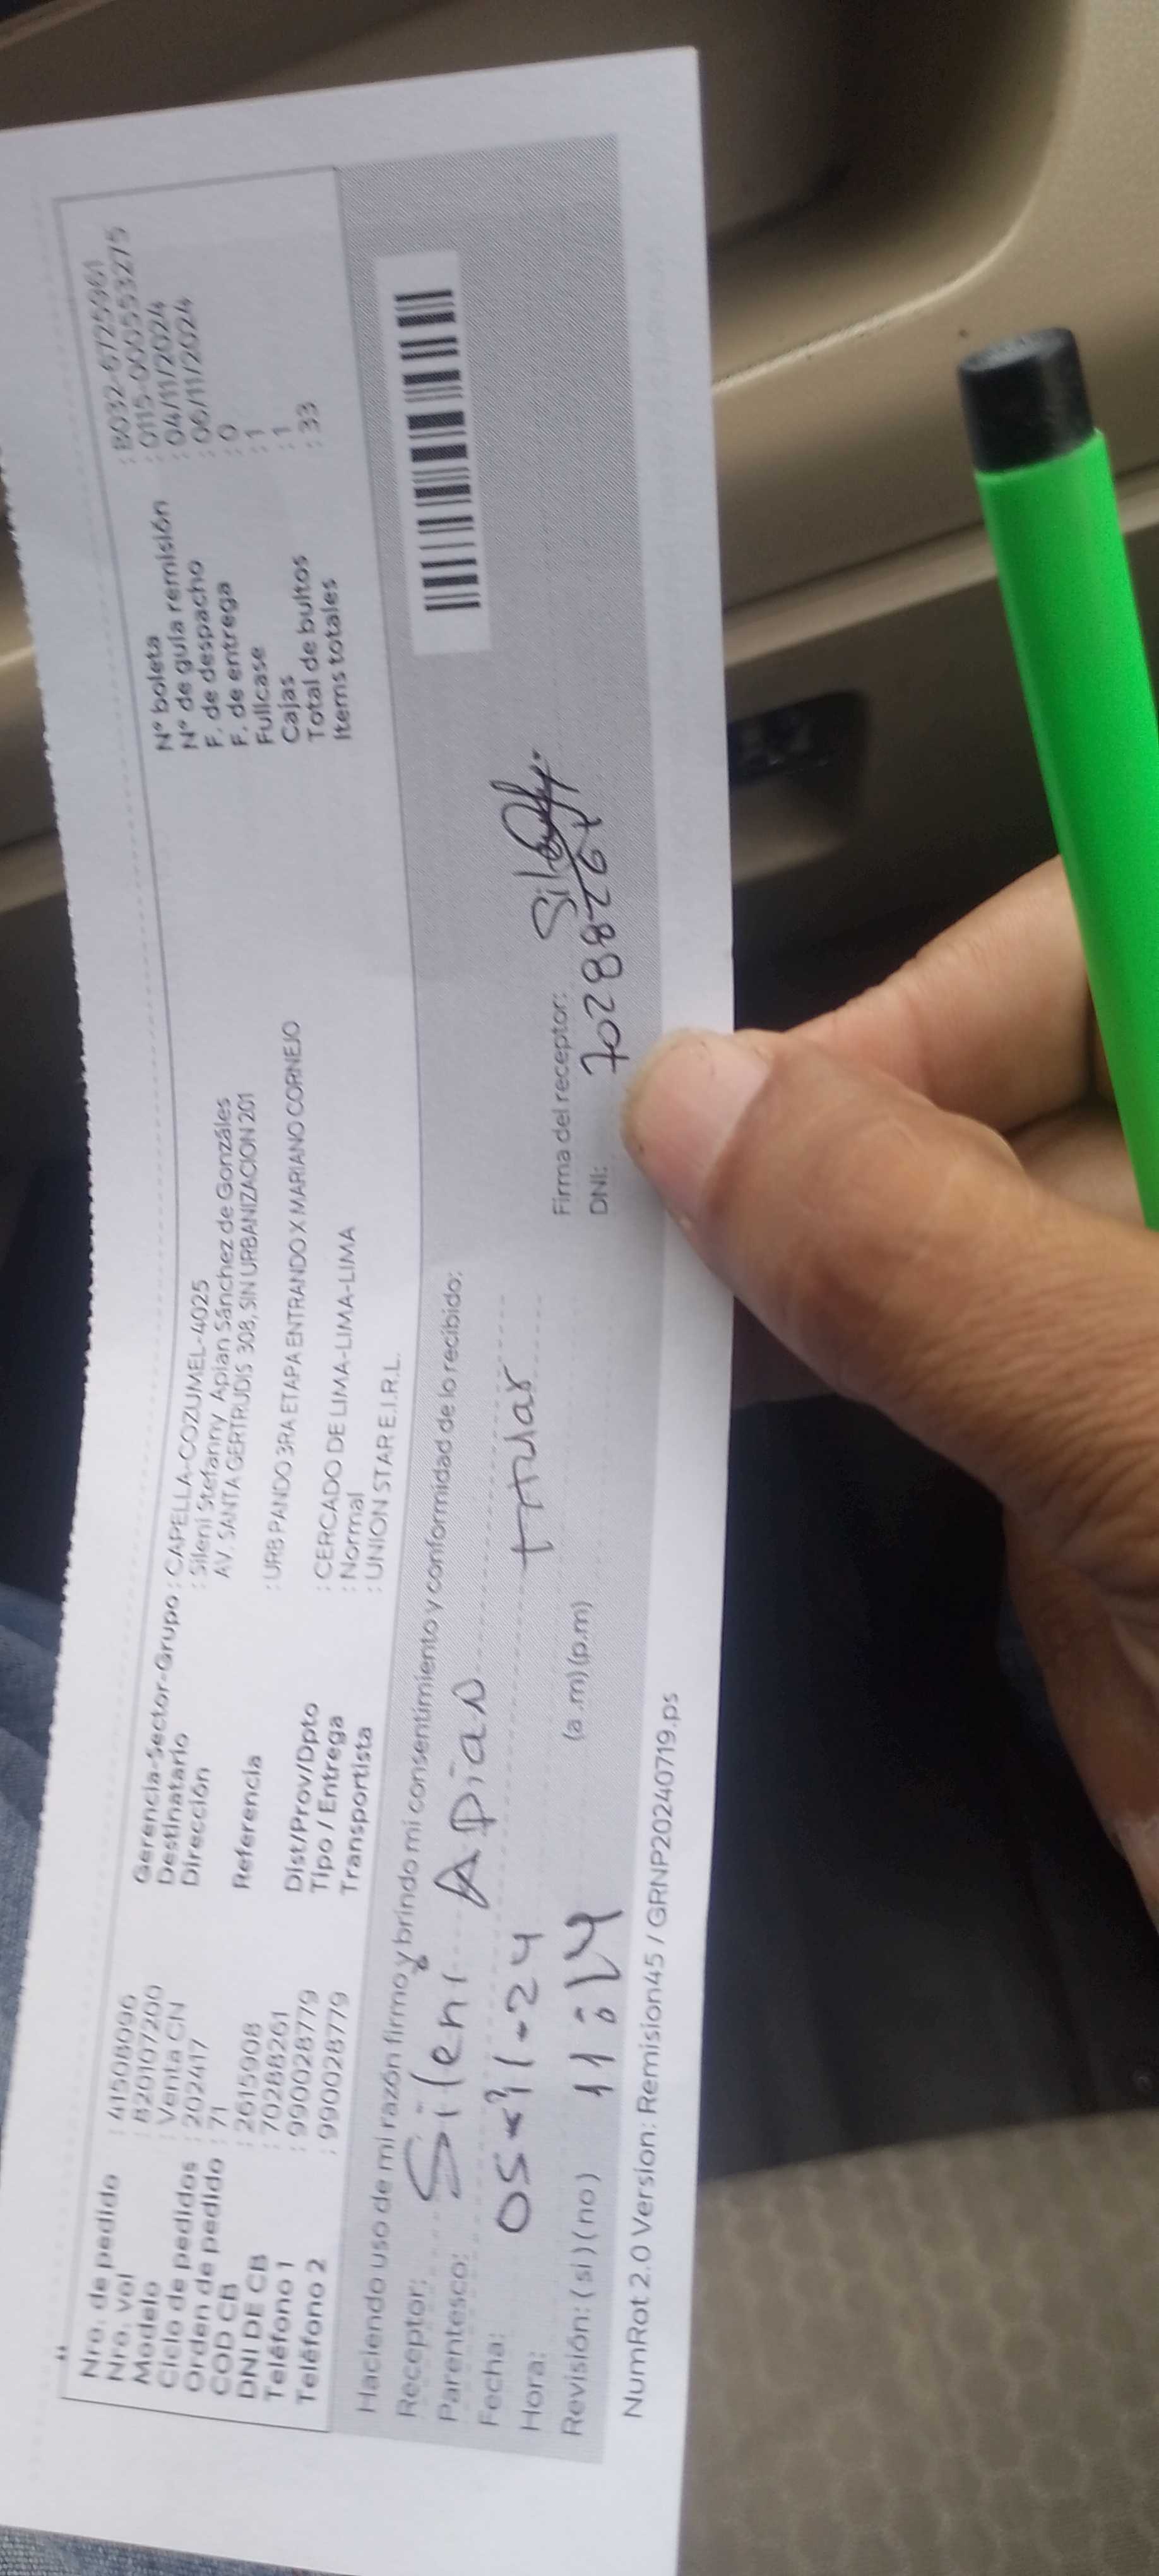 Nro. de pedido : 41508096
Nro. vol : 820107200
Modelo : Venta CN
Ciclo de pedidos : 202417
Orden de pedido : 71
COD CB : 2615908
DNI DE CB : 70288261
Teléfono 1 : 990028779
Teléfono 2 : 990028779
Gerencia-Sector-Grupo : CAPELLA-COZUMEL-4025
Destinatario : Sileni Stefanny Apian Sánchez de Gonzáles
Dirección AV. SANTA GERTRUDIS 308, SIN URBANIZACION 201
Referencia : URB PANDO 3RA ETAPA ENTRANDO X MARIANO CORNEJO
Dist/Prov/Dpto : CERCADO DE LIMA-LIMA-LIMA
Tipo / Entrega : Normal
Transportista : UNION STAR E.I.R.L.
Nº boleta : B032-6725961
Nº de guía remisión : 0115-000553275
F. de despacho : 04/11/2024
F. de entrega : 06/11/2024
Fullcase : 0
Cajas : 1
Total de bultos : 1
Items totales : 33
Haciendo uso de mi razón firmo y brindo mi consentimiento y conformidad de lo recibido:
Receptor: Sileni Apian
Parentesco: titular
Fecha:
Hora: 11:24 (a.m) (p.m)
Revisión: ( si ) ( no )
Firma del receptor:
DNI: 70288261
NumRot 2.0 Version: Remision45 / GRNP20240719.ps